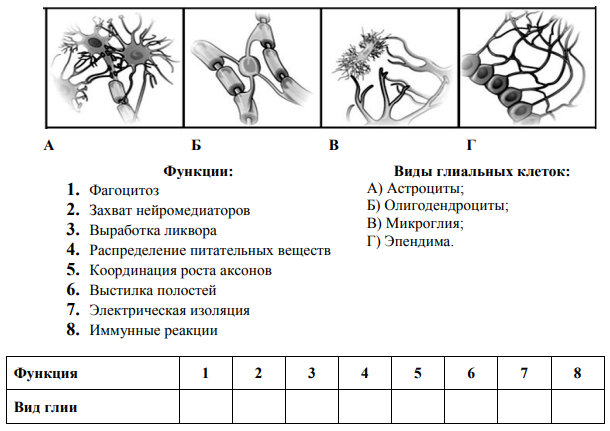 А Б В Г
Функции:
1. Фагоцитоз
2. Захват нейромедиаторов
3. Выработка ликвора
4. Распределение питательных веществ
5. Координация роста аксонов
6. Выстилка полостей
7. Электрическая изоляция
8. Иммунные реакции
Виды глиальных клеток:
А) Астроциты;
Б) Олигодендроциты;
В) Микроглия;
Г) Эпендима.
Функция 1 2 3 4 5 6 7 8
Вид глии